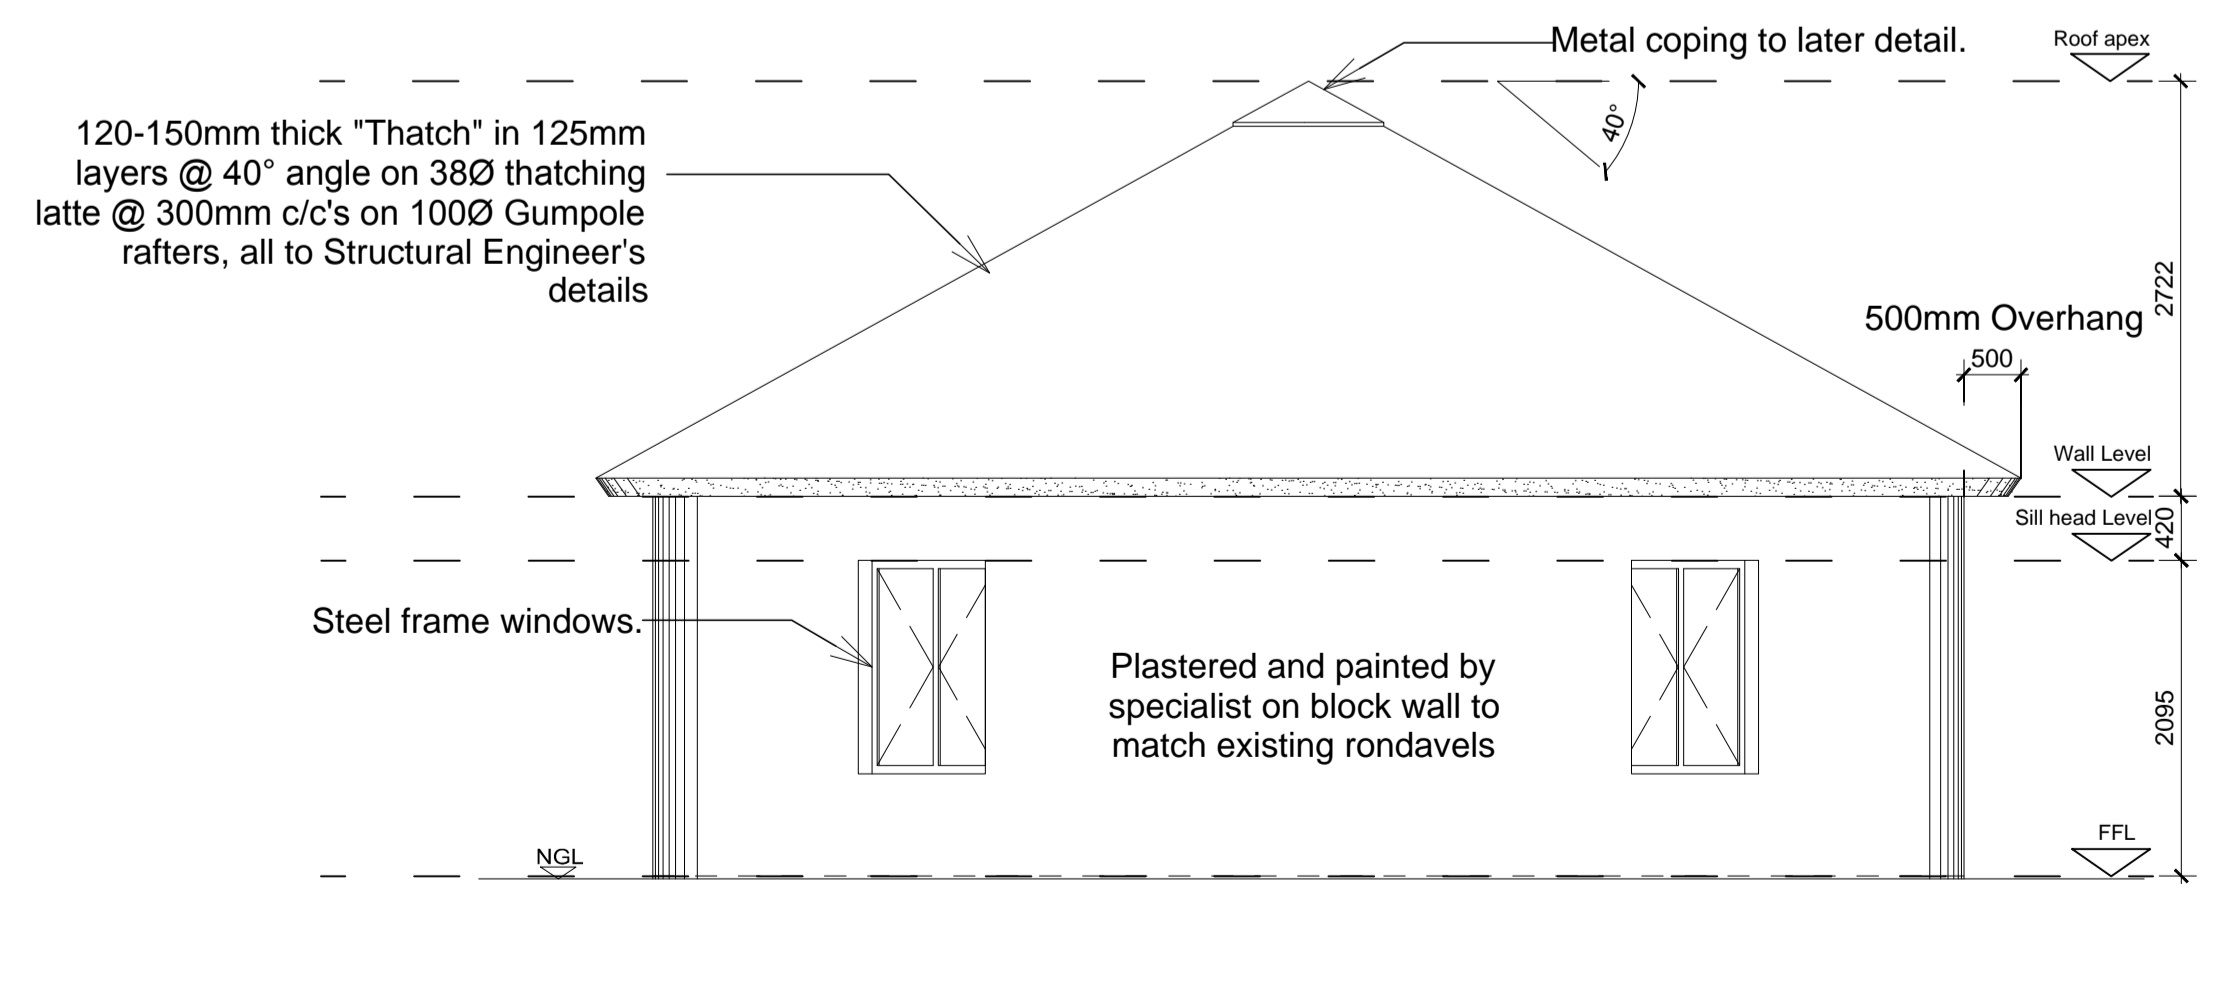 Metal coping to later detail.
Roof apex
40°
120-150mm thick "Thatch" in 125mm
layers @ 40° angle on 38Ø thatching
latte @ 300mm c/c's on 100Ø Gumpole
rafters, all to Structural Engineer's
details
2722
500mm Overhang
500
Wall Level
Sill head Level
420
Steel frame windows.
Plastered and painted by
specialist on block wall to
match existing rondavels
2095
FFL
NGL